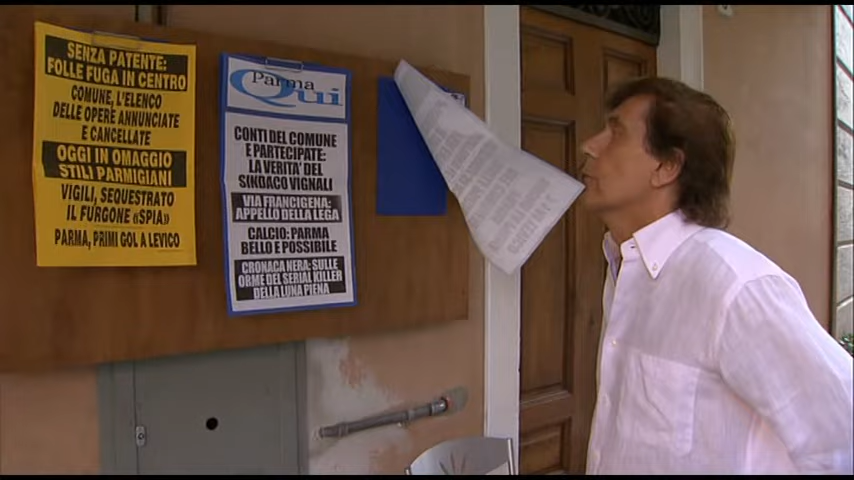 SENZA PATENTE:
FOLLE FUGA IN CENTRO
COMUNE, L'ELENCO
DELLE OPERE ANNUNCIATE
E CANCELLATE
OGGI IN OMAGGIO
STILI PARMIGIANI
VIGILI, SEQUESTRATO
IL FURGONE «SPIA»
PARMA, PRIMI GOL A LEVICO
Parma
Qui
CONTI DEL COMUNE
E PARTECIPATE:
LA VERITA' DEL
SINDACO VIGNALI
VIA FRANCIGENA:
APPELLO DELLA LEGA
CALCIO: PARMA
BELLO E POSSIBILE
CRONACA NERA: SULLE
ORME DEL SERIAL KILLER
DELLA LUNA PIENA